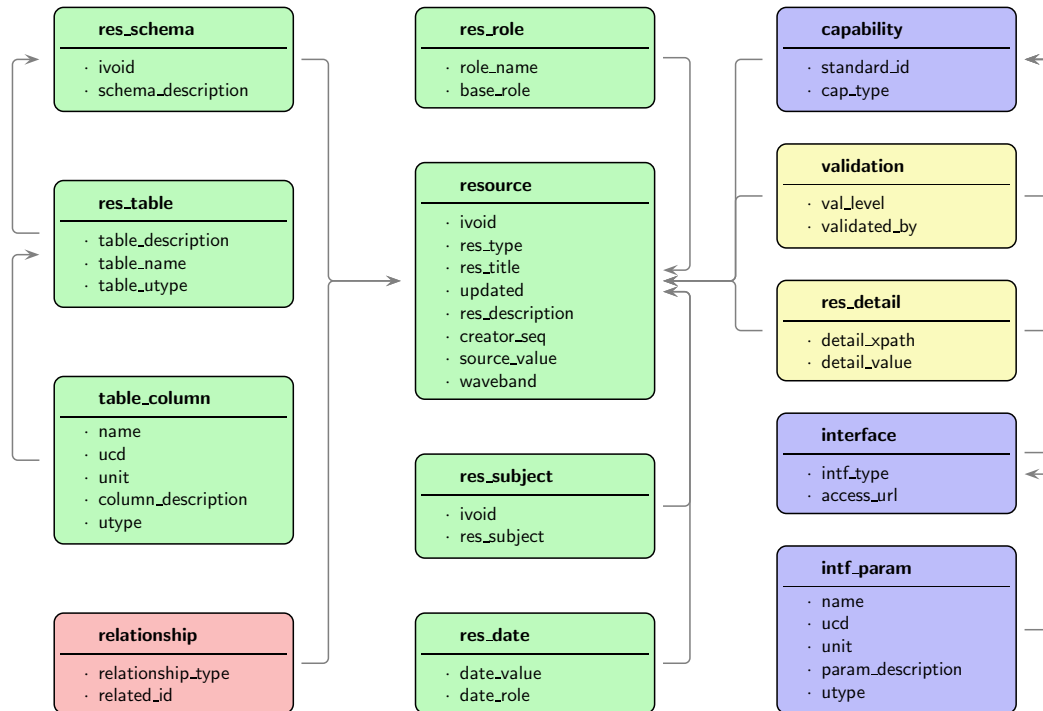 res_schema
· ivoid
· schema_description
res_table
· table_description
· table_name
· table_utype
table_column
· name
· ucd
· unit
· column_description
· utype
relationship
· relationship_type
· related_id
res_role
· role_name
· base_role
resource
· ivoid
· res_type
· res_title
· updated
· res_description
· creator_seq
· source_value
· waveband
res_subject
· ivoid
· res_subject
res_date
· date_value
· date_role
capability
· standard_id
· cap_type
validation
· val_level
· validated_by
res_detail
· detail_xpath
· detail_value
interface
· intf_type
· access_url
intf_param
· name
· ucd
· unit
· param_description
· utype